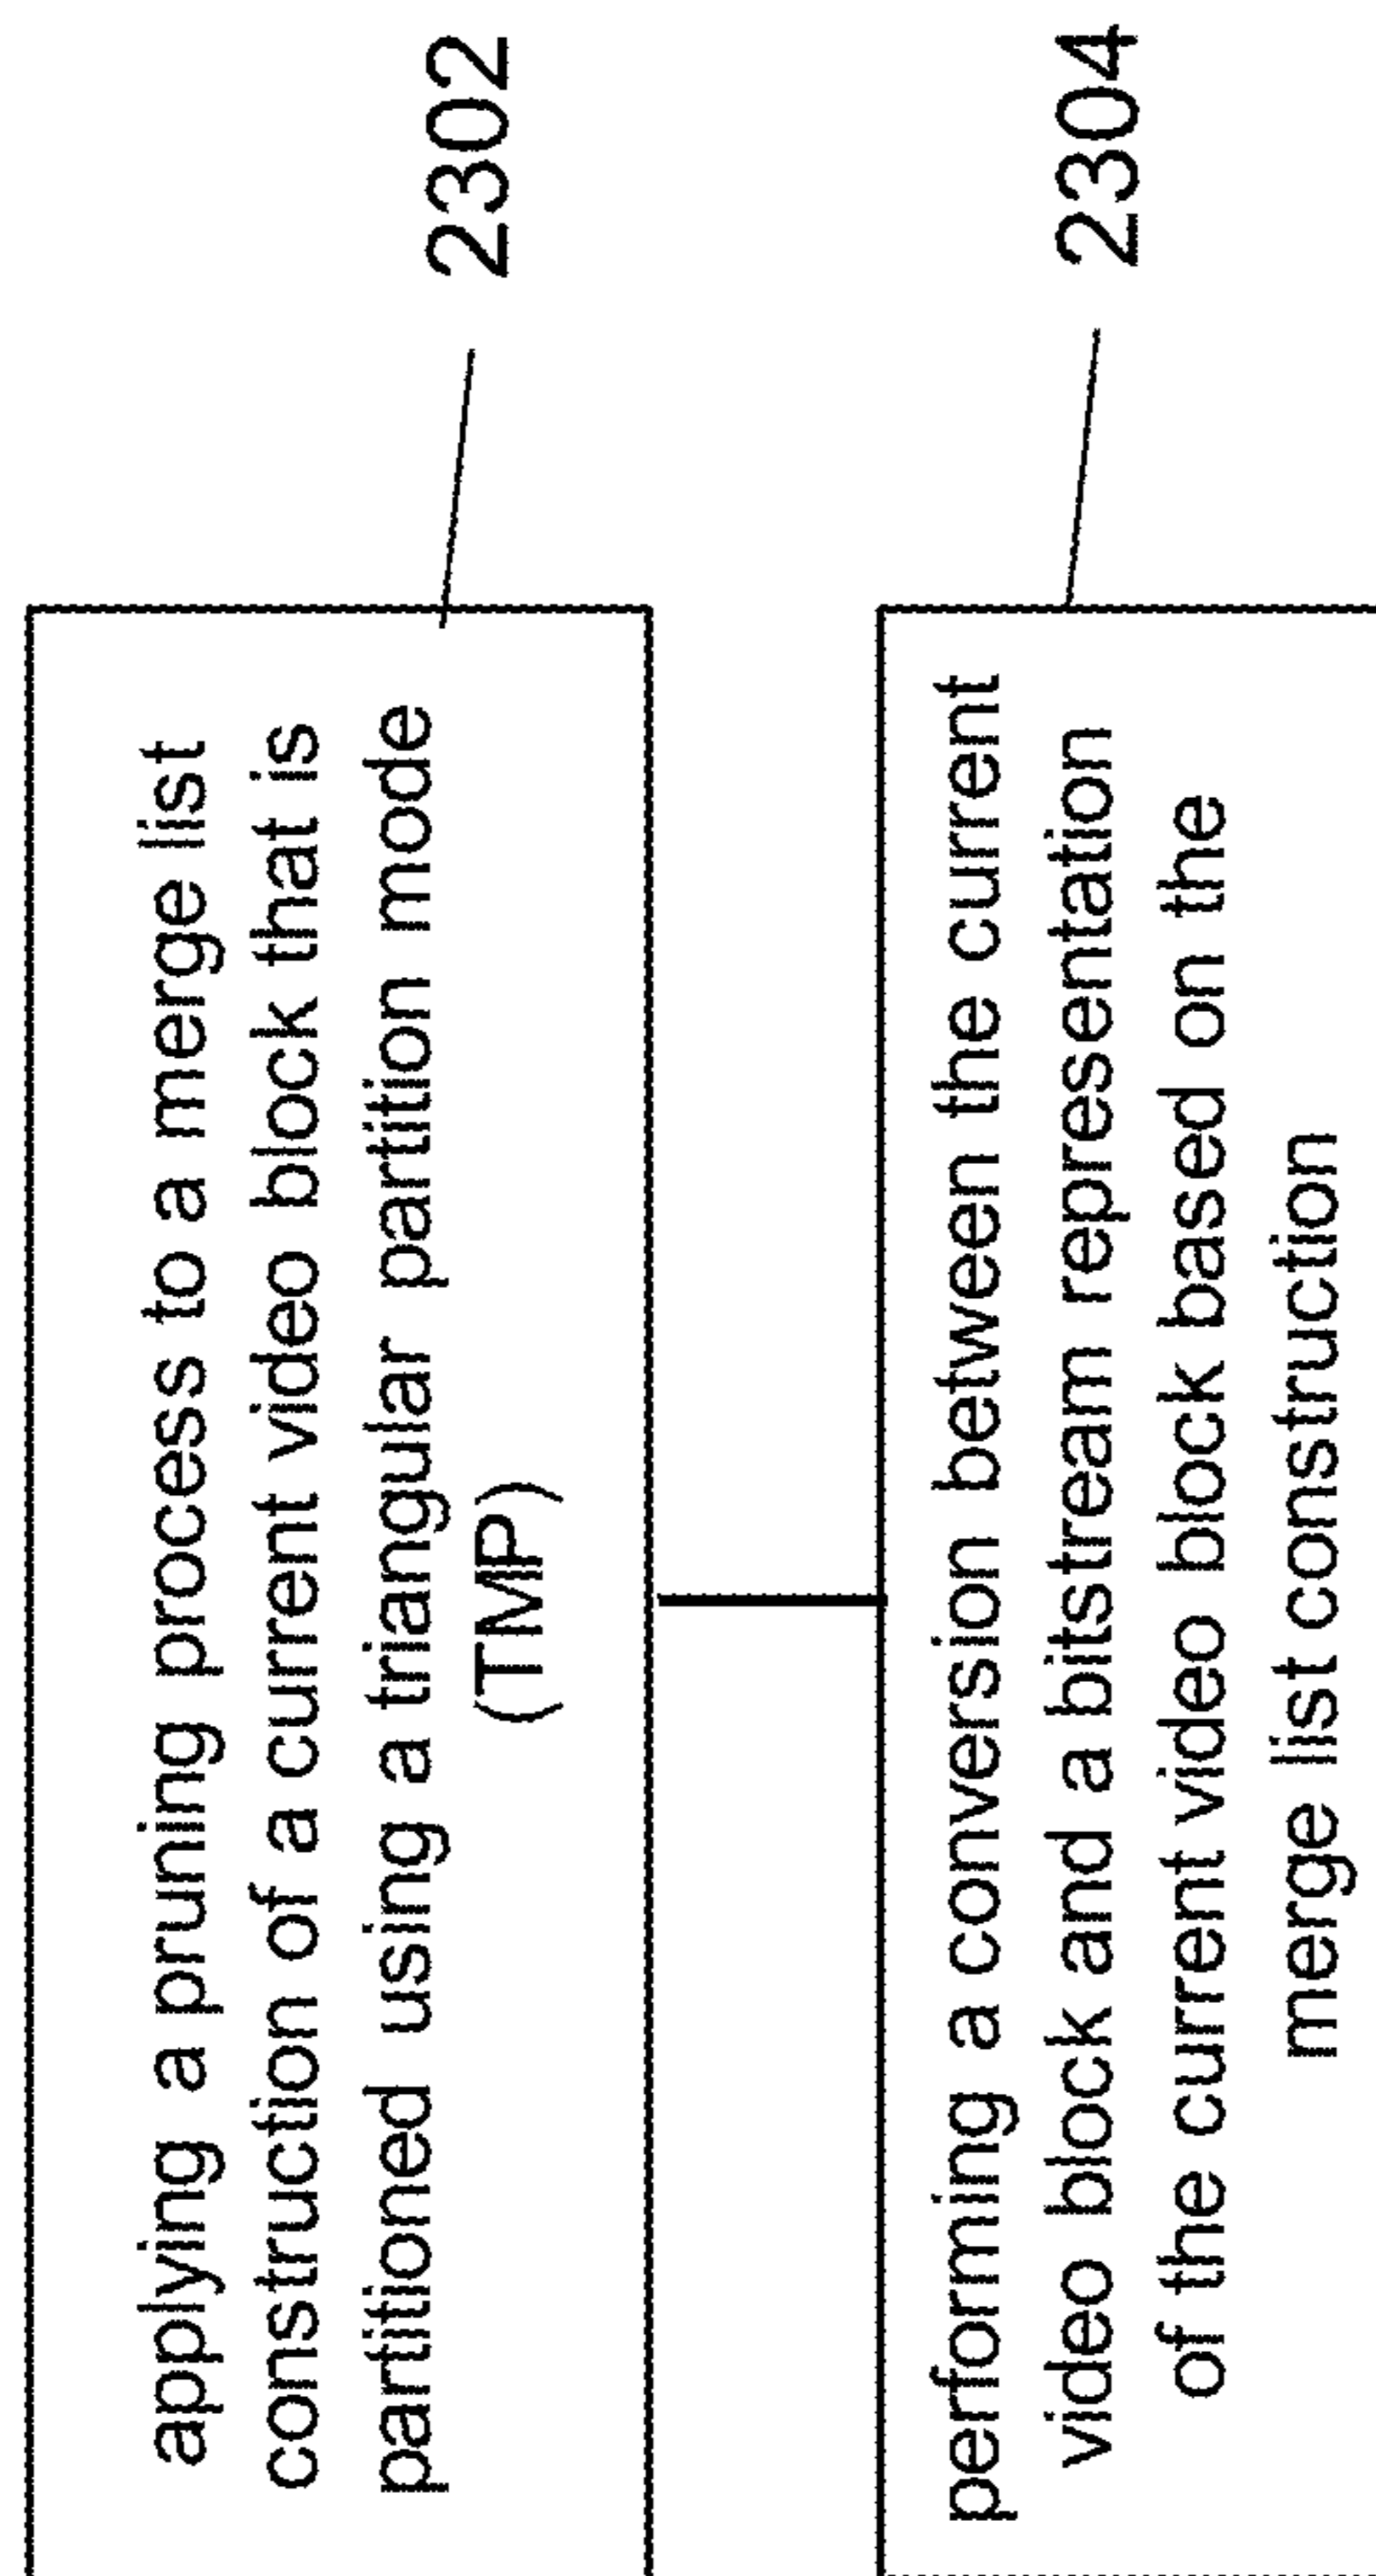 applying a pruning process to a merge list
construction of a current video block that is
partitioned using a triangular partition mode
(TMP)
2302
performing a conversion between the current
video block and a bitstream representation
of the current video block based on the
merge list construction
2304